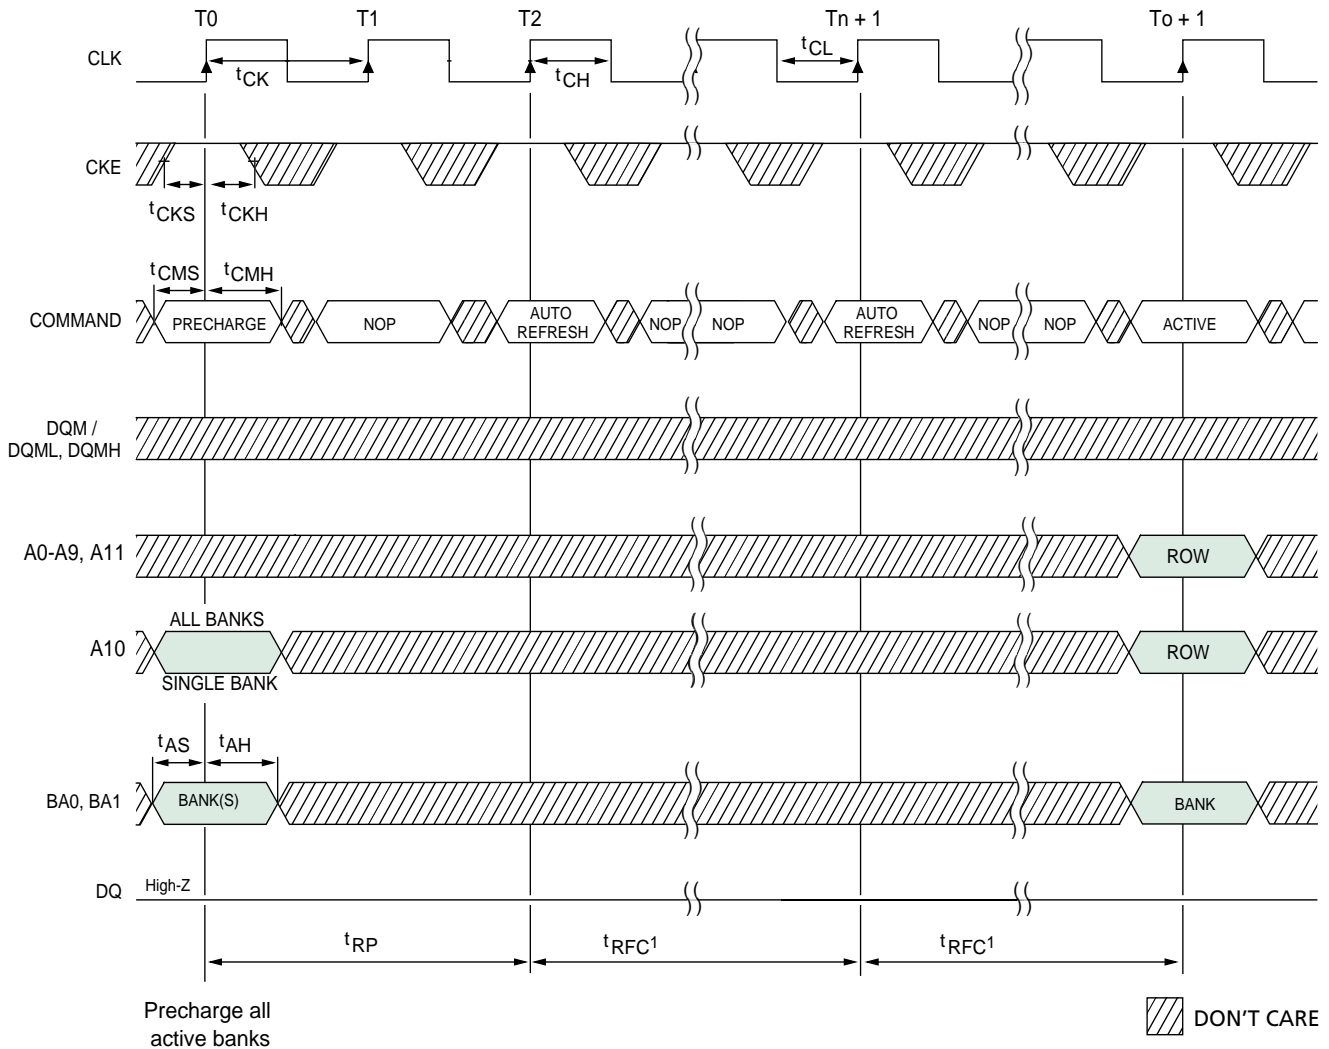 T0 T1 T2 Tn + 1 To + 1
CLK
tCK tCH tCL
CKE
tCKS tCKH
tCMS tCMH
COMMAND PRECHARGE NOP AUTO REFRESH NOP NOP AUTO REFRESH NOP NOP ACTIVE
DQM /
DQML, DQMH
A0-A9, A11 ROW
ALL BANKS
A10 ROW
SINGLE BANK
tAS tAH
BA0, BA1 BANK(S) BANK
DQ High-Z
tRP tRFC1 tRFC1
Precharge all
active banks
DON'T CARE